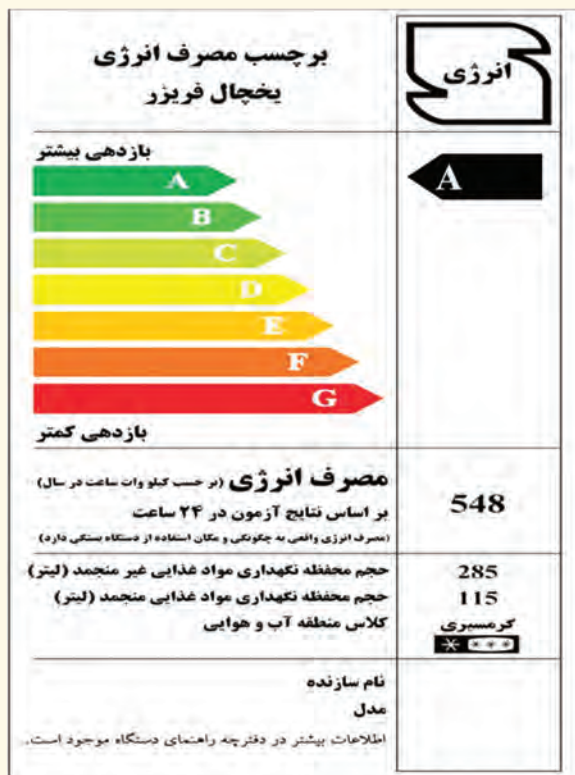 انرژی
برچسب مصرف انرژی
یخچال فریزر
بازدهی بیشتر
A
A
B
C
D
E
F
G
بازدهی کمتر
مصرف انرژی (بر حسب کیلو وات ساعت در سال)
بر اساس نتایج آزمون در ۲۴ ساعت
(مصرف انرژی واقعی به چگونگی و مکان استفاده از دستگاه بستگی دارد)
548
حجم محفظه نگهداری مواد غذایی غیر منجمد (لیتر)
285
حجم محفظه نگهداری مواد غذایی منجمد (لیتر)
115
کلاس منطقه آب و هوایی
گرمسیری
نام سازنده
مدل
اطلاعات بیشتر در دفترچه راهنمای دستگاه موجود است.